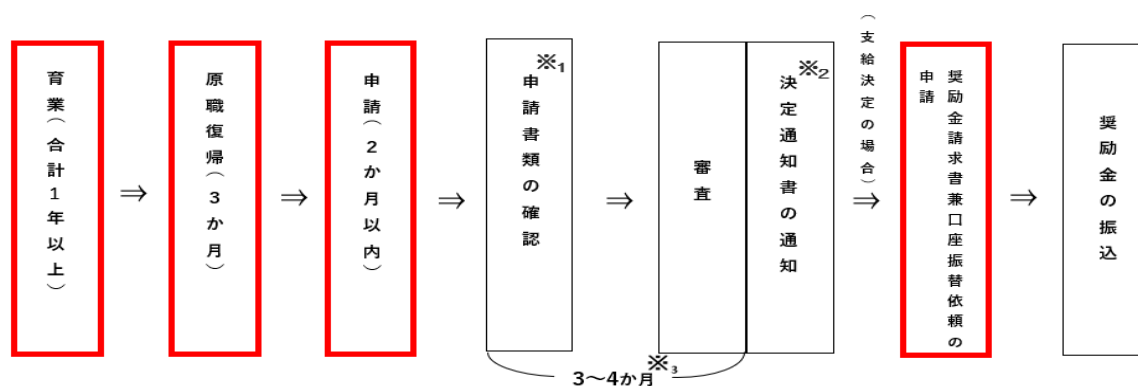 育業（合計1年以上）
⇒
原職復帰（3か月）
⇒
申請（2か月以内）
⇒
※1
申請書類の確認
⇒
審査
※2
決定通知書の通知
（支給決定の場合）
⇒
奨励金請求書兼口座振替依頼の
申請
⇒
奨励金の振込
3～4か月※3